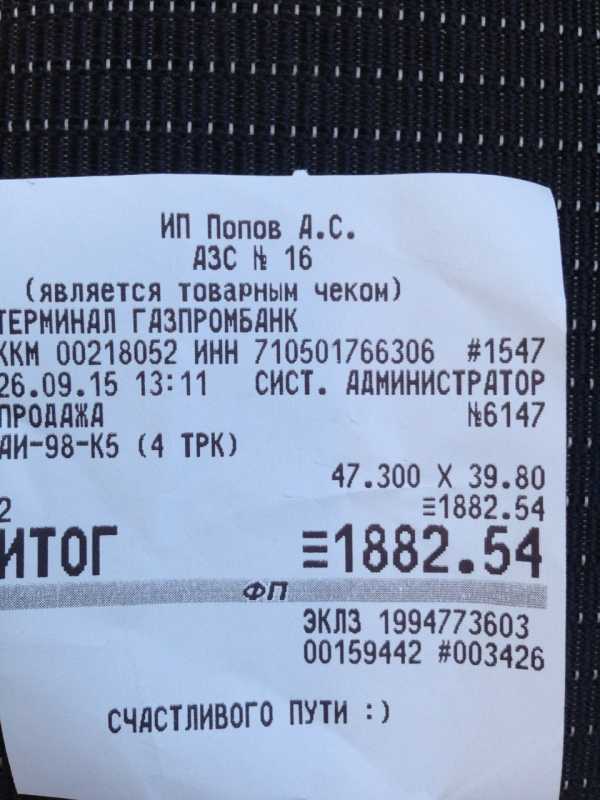 ИП Попов А.С.
АЗС № 16
(является товарным чеком)
ТЕРМИНАЛ ГАЗПРОМБАНК
ККМ 00218052 ИНН 710501766306 #1547
26.09.15 13:11 СИСТ. АДМИНИСТРАТОР
ПРОДАЖА №6147
АИ-98-К5 (4 ТРК)
47.300 X 39.80
2 ≡1882.54
ИТОГ ≡1882.54
ФП
ЭКЛЗ 1994773603
00159442 #003426
СЧАСТЛИВОГО ПУТИ :)